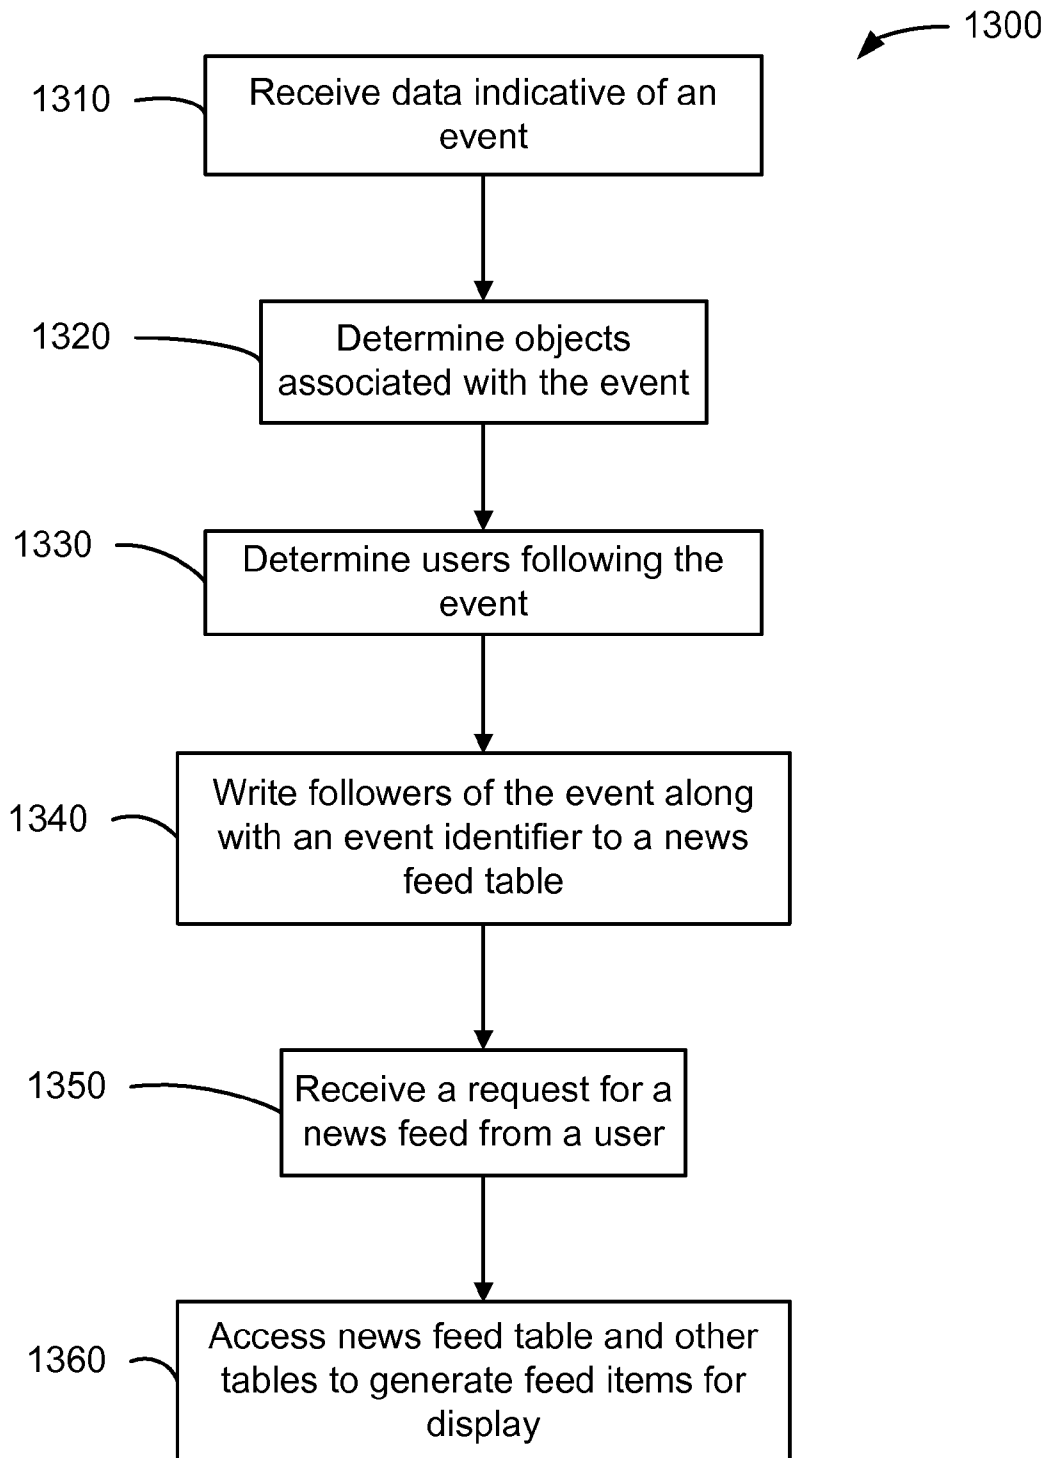 1300
1310
Receive data indicative of an
event
1320
Determine objects
associated with the event
1330
Determine users following the
event
1340
Write followers of the event along
with an event identifier to a news
feed table
1350
Receive a request for a
news feed from a user
1360
Access news feed table and other
tables to generate feed items for
display